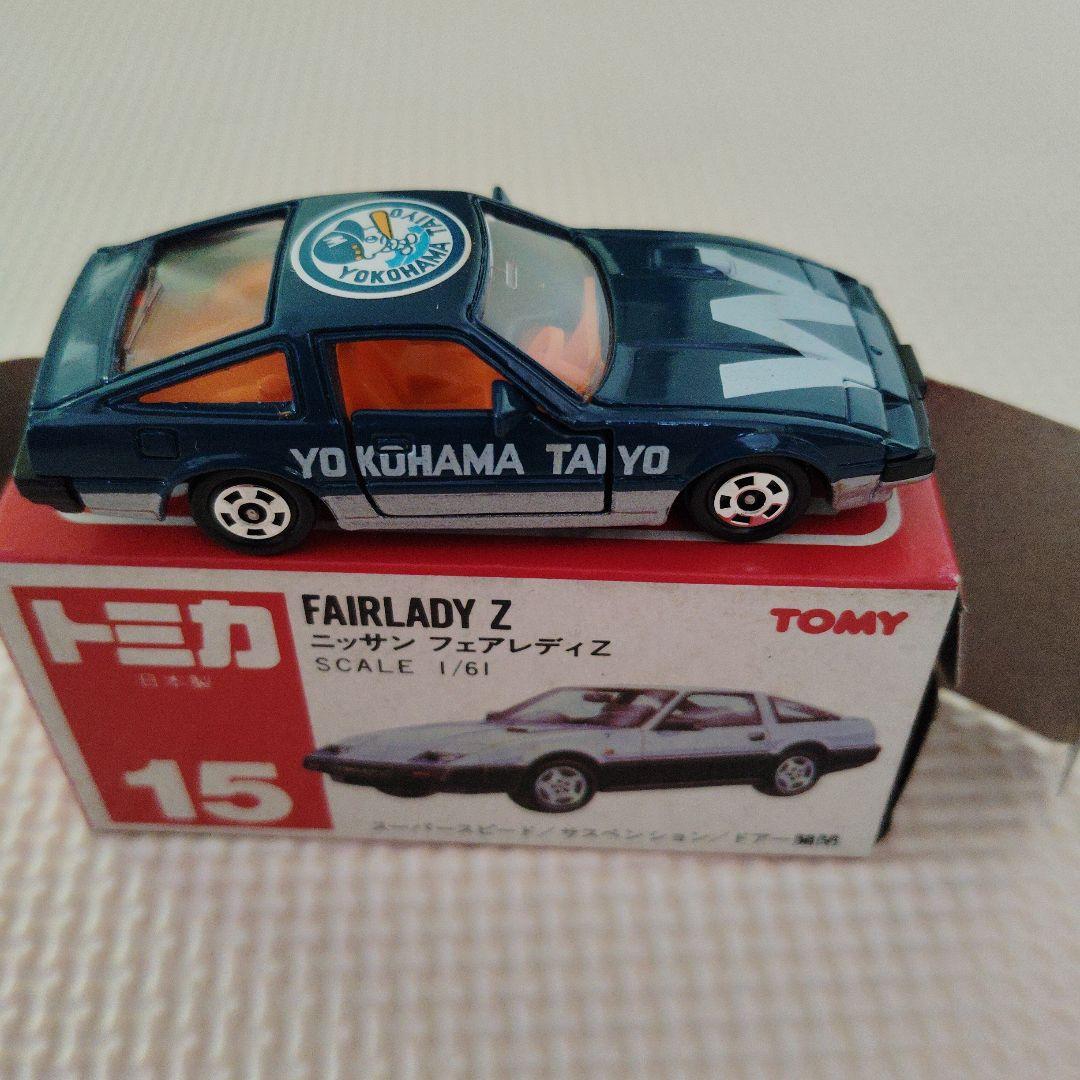 YOKOHAMA TAIYO
W
W
YOKOHAMA TAIYO
トミカ
日本製
15
FAIRLADY Z
ニッサン フェアレディZ
SCALE 1/61
TOMY
スーパースピード/サスペンション/ドアー開閉